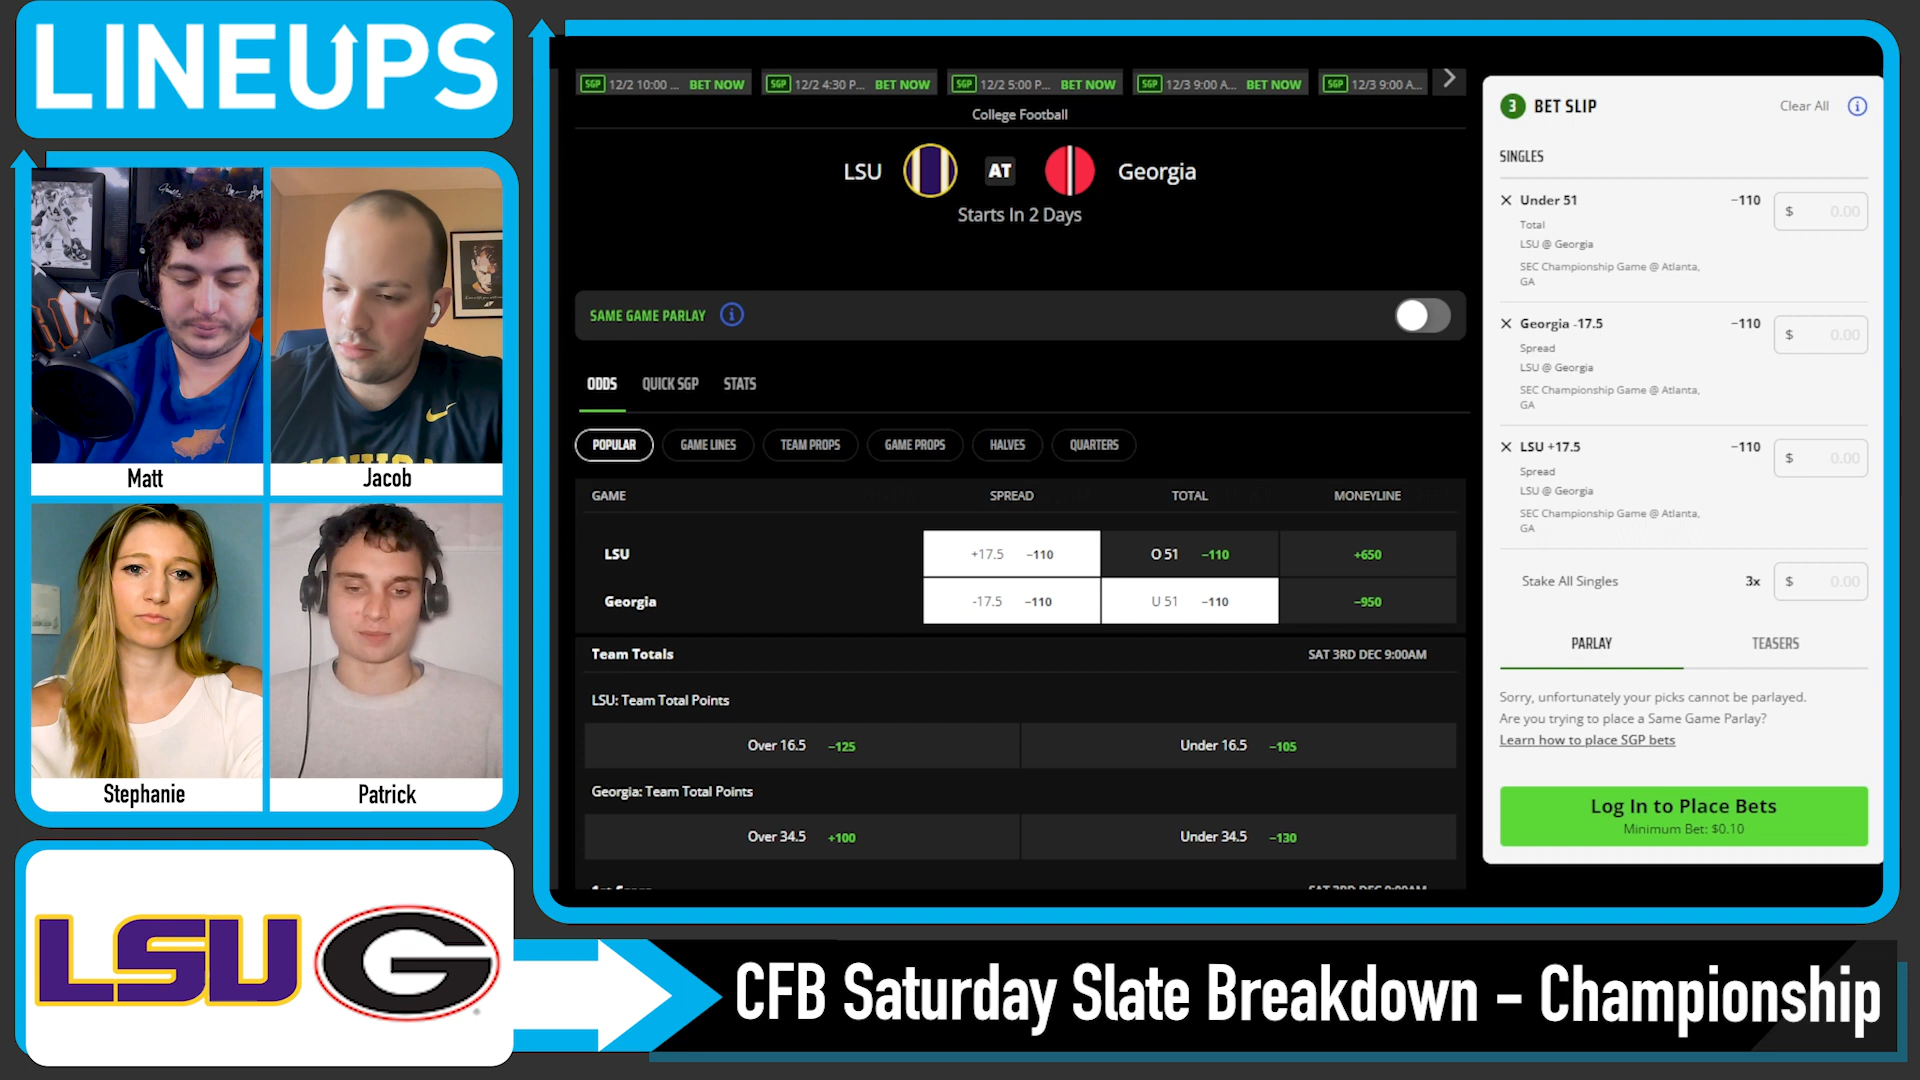 LINEUPS
Matt
Jacob
Stephanie
Patrick
LSU G
SGP 12/2 10:00 ... BET NOW
SGP 12/2 4:30 P... BET NOW
SGP 12/2 5:00 P... BET NOW
SGP 12/3 9:00 A... BET NOW
SGP 12/3 9:00 A...
College Football
LSU AT Georgia
Starts In 2 Days
SAME GAME PARLAY
ODDS QUICK SGP STATS
POPULAR GAME LINES TEAM PROPS GAME PROPS HALVES QUARTERS
GAME SPREAD TOTAL MONEYLINE
LSU +17.5 −110 O 51 −110 +650
Georgia -17.5 −110 U 51 −110 −950
Team Totals SAT 3RD DEC 9:00AM
LSU: Team Total Points
Over 16.5 −125 Under 16.5 −105
Georgia: Team Total Points
Over 34.5 +100 Under 34.5 −130
SAT 3RD DEC 9:00AM
3 BET SLIP Clear All
SINGLES
Under 51 −110 $ 0.00
Total
LSU @ Georgia
SEC Championship Game @ Atlanta,
GA
Georgia -17.5 −110 $ 0.00
Spread
LSU @ Georgia
SEC Championship Game @ Atlanta,
GA
LSU +17.5 −110 $ 0.00
Spread
LSU @ Georgia
SEC Championship Game @ Atlanta,
GA
Stake All Singles 3x $ 0.00
PARLAY TEASERS
Sorry, unfortunately your picks cannot be parlayed.
Are you trying to place a Same Game Parlay?
Learn how to place SGP bets
Log In to Place Bets
Minimum Bet: $0.10
CFB Saturday Slate Breakdown - Championship